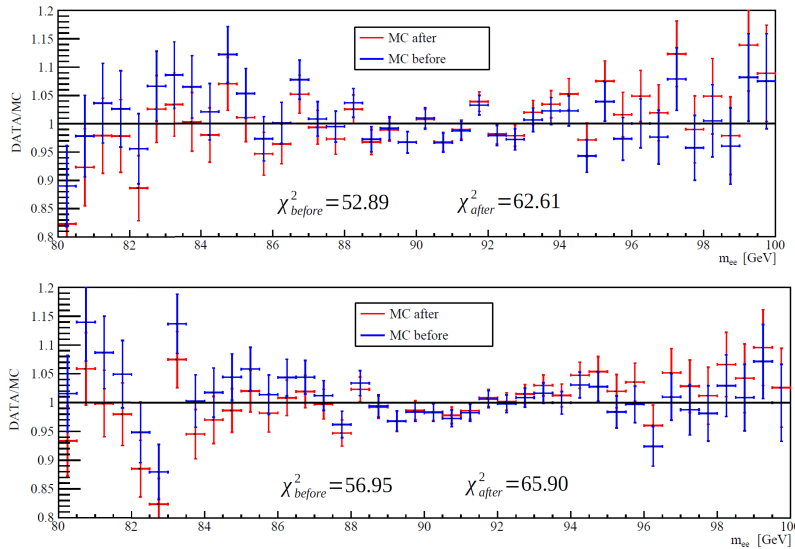 DATA/MC
1.2
1.15
1.1
1.05
1
0.95
0.9
0.85
0.8
MC after
MC before
χ²before=52.89 χ²after=62.61
80 82 84 86 88 90 92 94 96 98 100
mee [GeV]
DATA/MC
1.2
1.15
1.1
1.05
1
0.95
0.9
0.85
0.8
MC after
MC before
χ²before=56.95 χ²after=65.90
80 82 84 86 88 90 92 94 96 98 100
mee [GeV]